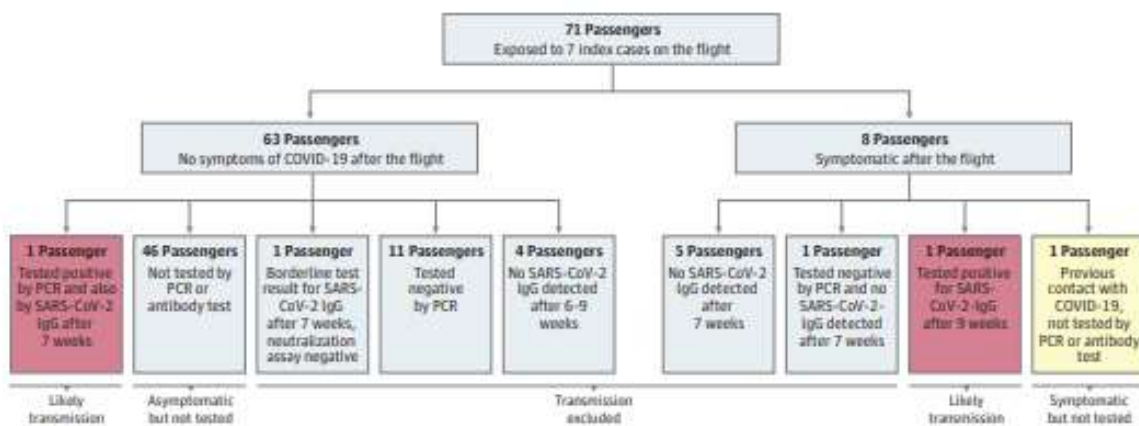 71 Passengers
Exposed to 7 index cases on the flight
63 Passengers
No symptoms of COVID-19 after the flight
8 Passengers
Symptomatic after the flight
1 Passenger
Tested positive
by PCR and also
by SARS-CoV-2
IgG after
7 weeks
46 Passengers
Not tested by
PCR or
antibody test
1 Passenger
Borderline test
result for SARS-
CoV-2 IgG
after 7 weeks,
neutralization
assay negative
11 Passengers
Tested
negative
by PCR
4 Passengers
No SARS-CoV-2
IgG detected
after 6-9
weeks
5 Passengers
No SARS-CoV-2
IgG detected
after
7 weeks
1 Passenger
Tested negative
by PCR and no
SARS-CoV-2-
IgG detected
after 7 weeks
1 Passenger
Tested positive
for SARS-
CoV-2-IgG
after 9 weeks
1 Passenger
Previous
contact with
COVID-19,
not tested by
PCR or antibody
test
Likely
transmission
Asymptomatic
but not tested
Transmission
excluded
Likely
transmission
Symptomatic
but not tested